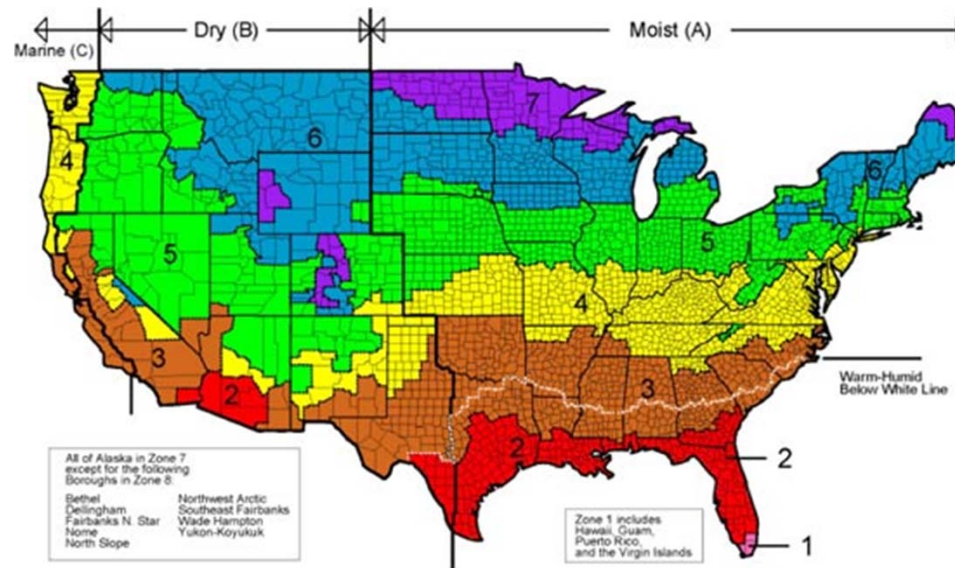 Marine (C)
Dry (B)
Moist (A)
7
6
4
6
5
5
4
3
3
2
Warm-Humid
Below White Line
2
2
1
All of Alaska in Zone 7
except for the following
Boroughs in Zone 8:
Bethel
Dellingham
Fairbanks N. Star
Nome
North Slope
Northwest Arctic
Southeast Fairbanks
Wade Hampton
Yukon-Koyukuk
Zone 1 includes
Hawaii, Guam,
Puerto Rico,
and the Virgin Islands